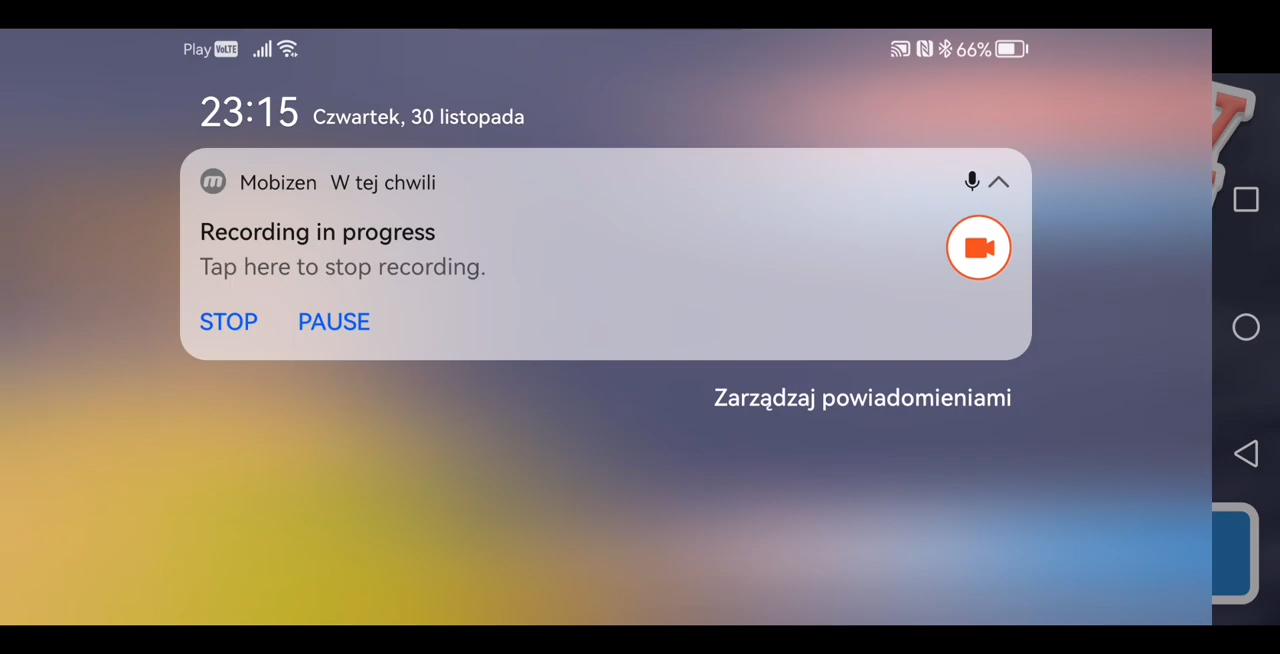 Play VoLTE 66%
23:15 Czwartek, 30 listopada
m Mobizen W tej chwili
Recording in progress
Tap here to stop recording.
STOP PAUSE
Zarządzaj powiadomieniami